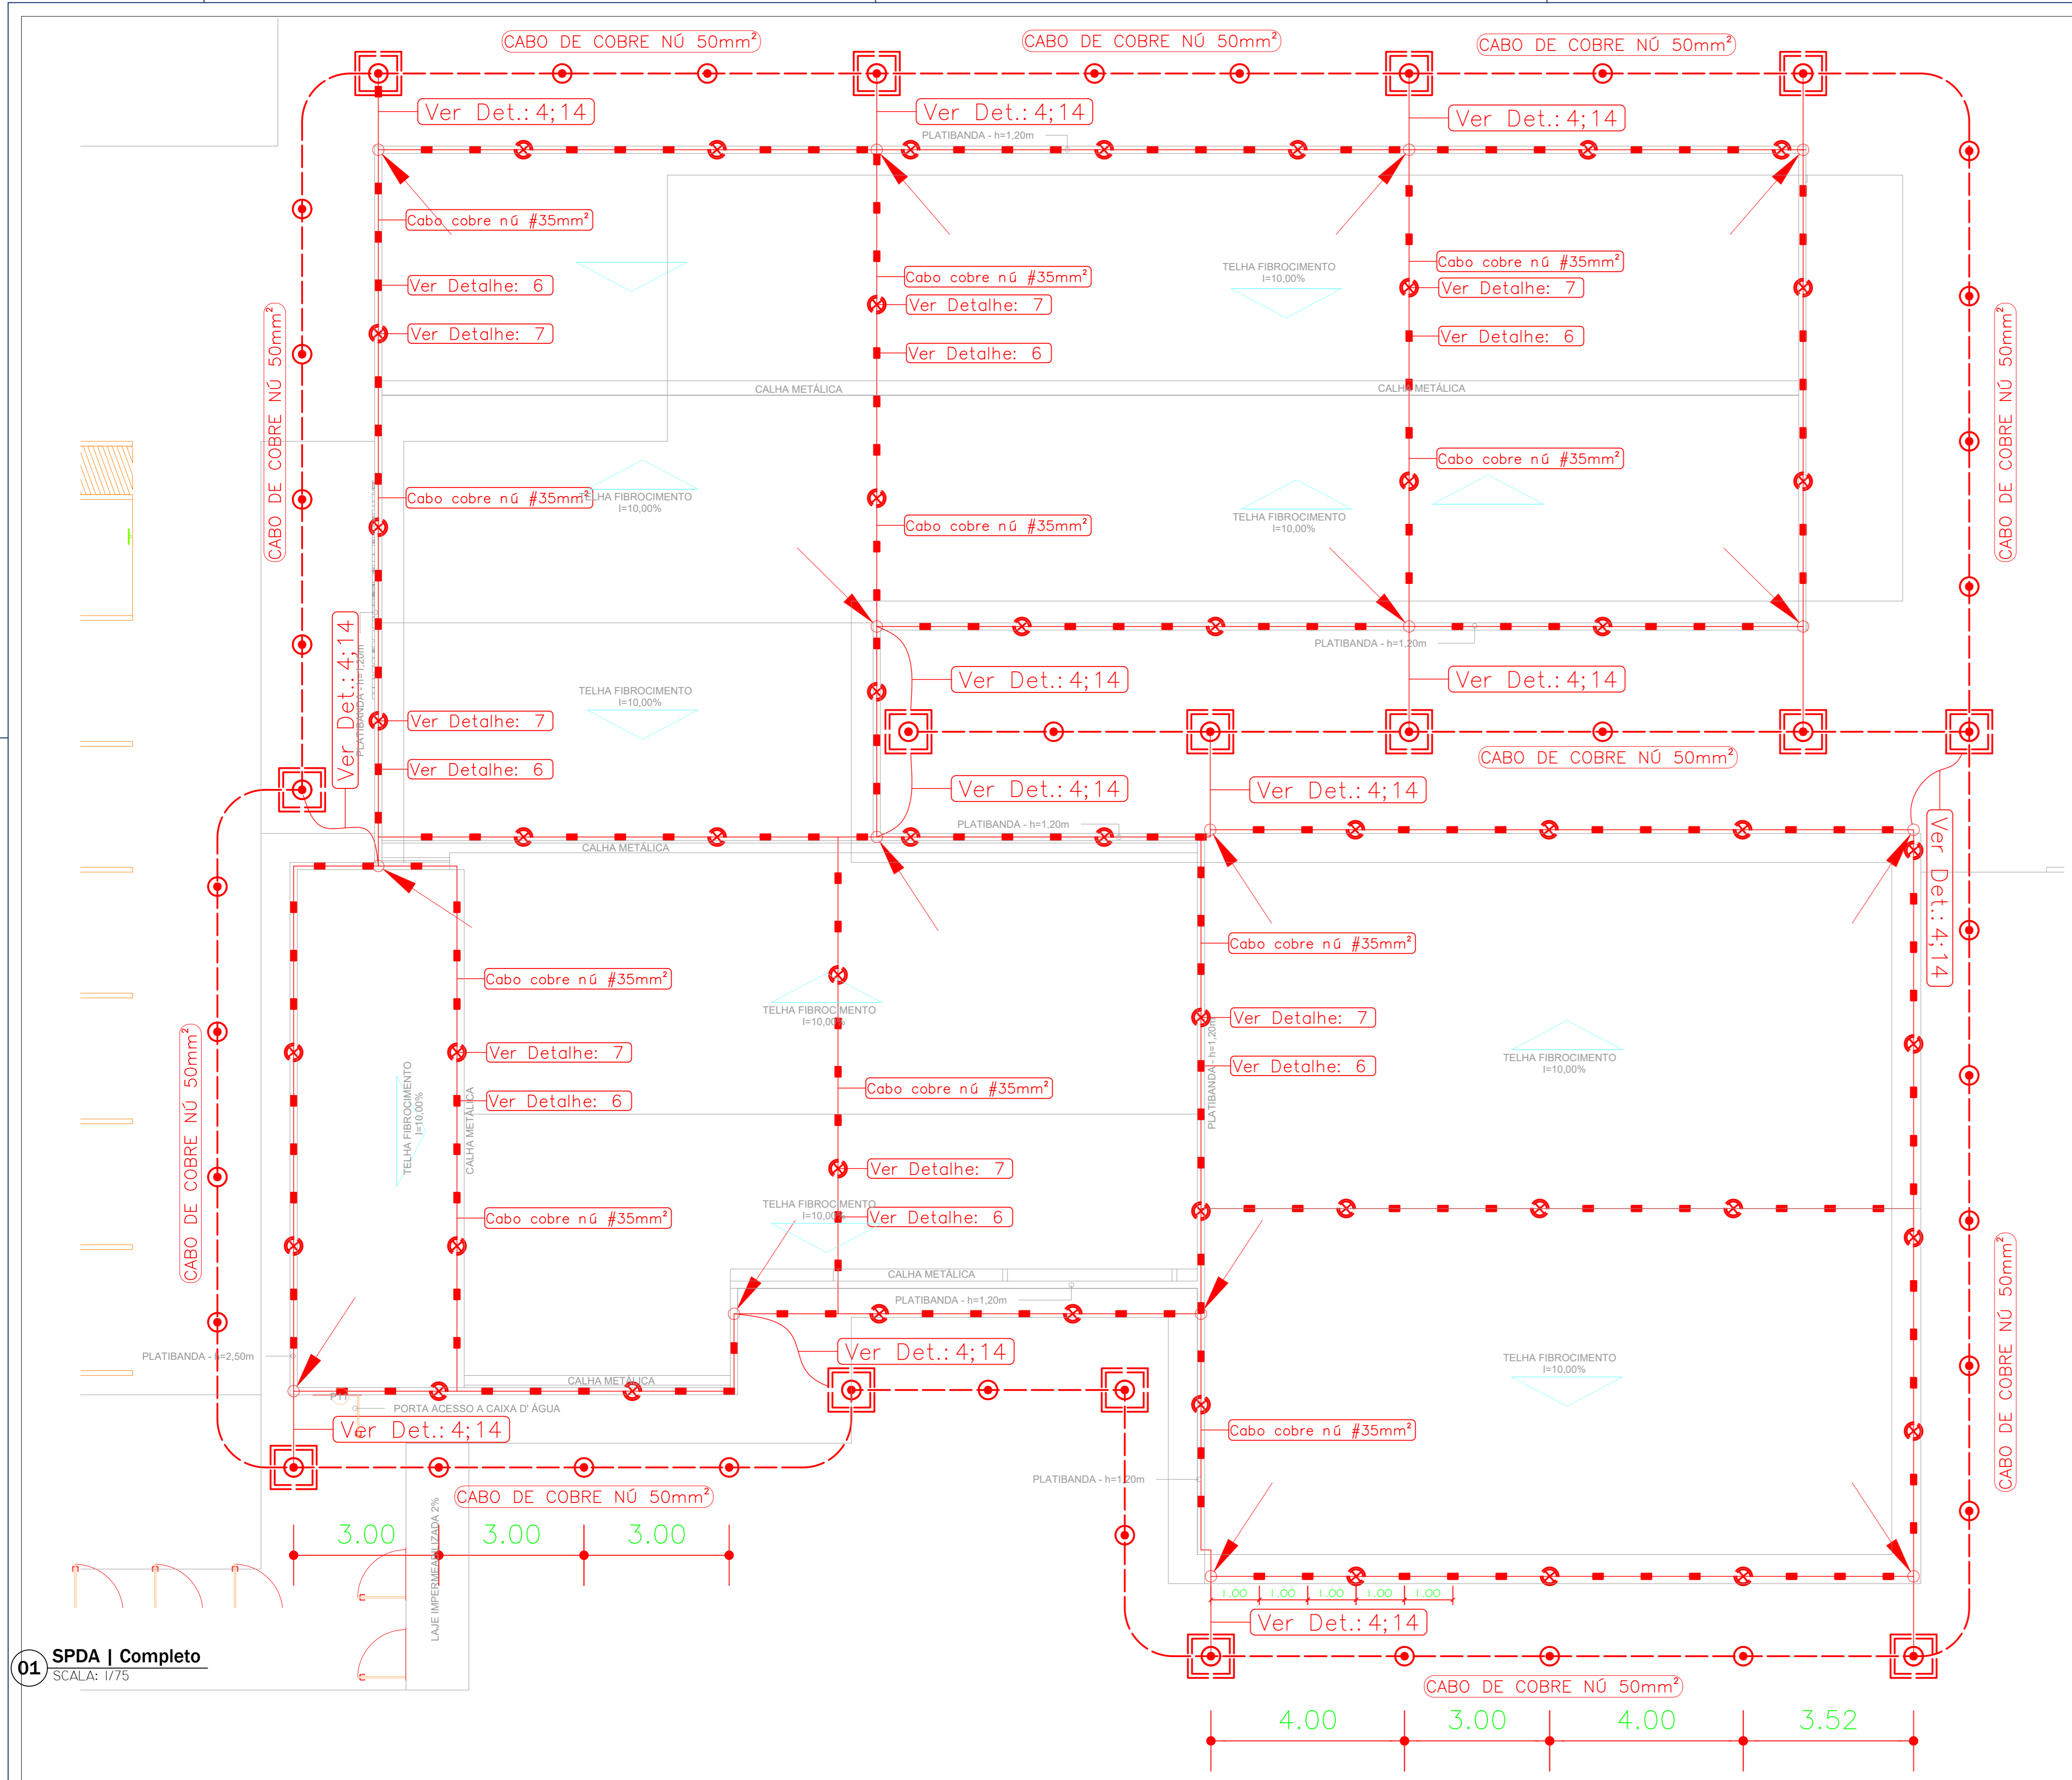 CABO DE COBRE NÚ 50mm²
CABO DE COBRE NÚ 50mm²
CABO DE COBRE NÚ 50mm²
Ver Det.: 4;14
Ver Det.: 4;14
Ver Det.: 4;14
PLATIBANDA - h=1,20m
Cabo cobre nú #35mm²
Cabo cobre nú #35mm²
Cabo cobre nú #35mm²
TELHA FIBROCIMENTO
I=10,00%
Ver Detalhe: 6
Ver Detalhe: 7
Ver Detalhe: 7
Ver Detalhe: 7
Ver Detalhe: 6
Ver Detalhe: 6
CABO DE COBRE NÚ 50mm²
CABO DE COBRE NÚ 50mm²
CALHA METÁLICA
CALHA METÁLICA
Cabo cobre nú #35mm²
Cabo cobre nú #35mm²
TELHA FIBROCIMENTO
I=10,00%
TELHA FIBROCIMENTO
I=10,00%
Cabo cobre nú #35mm²
Ver Det.: 4;14
PLATIBANDA - h=1,20m
PLATIBANDA - h=1,20m
Ver Det.: 4;14
Ver Det.: 4;14
TELHA FIBROCIMENTO
I=10,00%
Ver Detalhe: 7
Ver Detalhe: 6
CABO DE COBRE NÚ 50mm²
Ver Det.: 4;14
Ver Det.: 4;14
Ver Det.: 4;14
PLATIBANDA - h=1,20m
CALHA METÁLICA
Cabo cobre nú #35mm²
Cabo cobre nú #35mm²
TELHA FIBROCIMENTO
I=10,00%
Ver Detalhe: 7
PLATIBANDA - h=1,20m
Ver Detalhe: 7
Ver Detalhe: 6
TELHA FIBROCIMENTO
I=10,00%
CABO DE COBRE NÚ 50mm²
TELHA FIBROCIMENTO
I=10,00%
CALHA METÁLICA
Ver Detalhe: 6
Cabo cobre nú #35mm²
Ver Detalhe: 7
TELHA FIBROCIMENTO
I=10,00%
Ver Detalhe: 6
Cabo cobre nú #35mm²
CALHA METÁLICA
PLATIBANDA - h=1,20m
Ver Det.: 4;14
PLATIBANDA - h=2,50m
CALHA METÁLICA
TELHA FIBROCIMENTO
I=10,00%
CABO DE COBRE NÚ 50mm²
PORTA ACESSO A CAIXA D' ÁGUA
Ver Det.: 4;14
Cabo cobre nú #35mm²
PLATIBANDA - h=1,20m
CABO DE COBRE NÚ 50mm²
LAJE IMPERMEABILIZADA 2%
3.00 3.00 3.00
1.00 1.00 1.00 1.00 1.00
Ver Det.: 4;14
CABO DE COBRE NÚ 50mm²
4.00 3.00 4.00 3.52
01 SPDA | Completo
SCALA: 1/75